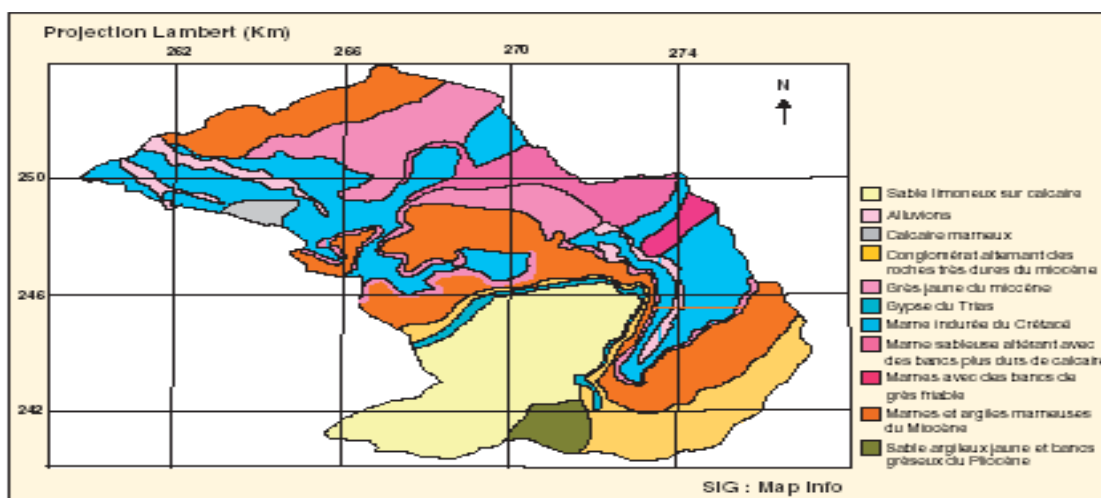 Projection Lambert (Km)
262
266
270
274
N
250
246
242
Sable limoneux sur calcaire
Alluvions
Calcaire marneux
Conglomérat alternant des
roches très dures du miocène
Grès jaune du miocène
Gypse du Trias
Marne indurée du Crétacé
Marne sableuse altérant avec
des bancs plus durs de calcaire
Marnes avec des bancs de
grès friable
Marnes et argiles marneuses
du Miocène
Sable argileux jaune et bancs
gréseux du Pliocène
SIG : Map Info